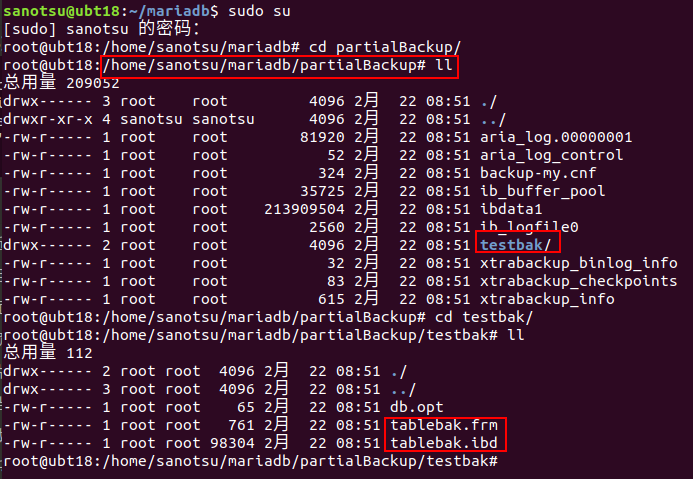 sanotsu@ubt18:~/mariadb$ sudo su
[sudo] sanotsu 的密码：
root@ubt18:/home/sanotsu/mariadb# cd partialBackup/
root@ubt18:/home/sanotsu/mariadb/partialBackup# ll
总用量 209052
drwx------ 3 root    root         4096 2月  22 08:51 ./
drwxr-xr-x 4 sanotsu sanotsu      4096 2月  22 08:51 ../
-rw-r----- 1 root    root        81920 2月  22 08:51 aria_log.00000001
-rw-r----- 1 root    root           52 2月  22 08:51 aria_log_control
-rw-r----- 1 root    root          324 2月  22 08:51 backup-my.cnf
-rw-r----- 1 root    root        35725 2月  22 08:51 ib_buffer_pool
-rw-r----- 1 root    root    213909504 2月  22 08:51 ibdata1
-rw-r----- 1 root    root         2560 2月  22 08:51 ib_logfile0
drwx------ 2 root    root         4096 2月  22 08:51 testbak/
-rw-r----- 1 root    root           32 2月  22 08:51 xtrabackup_binlog_info
-rw-r----- 1 root    root           83 2月  22 08:51 xtrabackup_checkpoints
-rw-r----- 1 root    root          615 2月  22 08:51 xtrabackup_info
root@ubt18:/home/sanotsu/mariadb/partialBackup# cd testbak/
root@ubt18:/home/sanotsu/mariadb/partialBackup/testbak# ll
总用量 112
drwx------ 2 root root  4096 2月  22 08:51 ./
drwx------ 3 root root  4096 2月  22 08:51 ../
-rw-r----- 1 root root    65 2月  22 08:51 db.opt
-rw-r----- 1 root root   761 2月  22 08:51 tablebak.frm
-rw-r----- 1 root root 98304 2月  22 08:51 tablebak.ibd
root@ubt18:/home/sanotsu/mariadb/partialBackup/testbak#